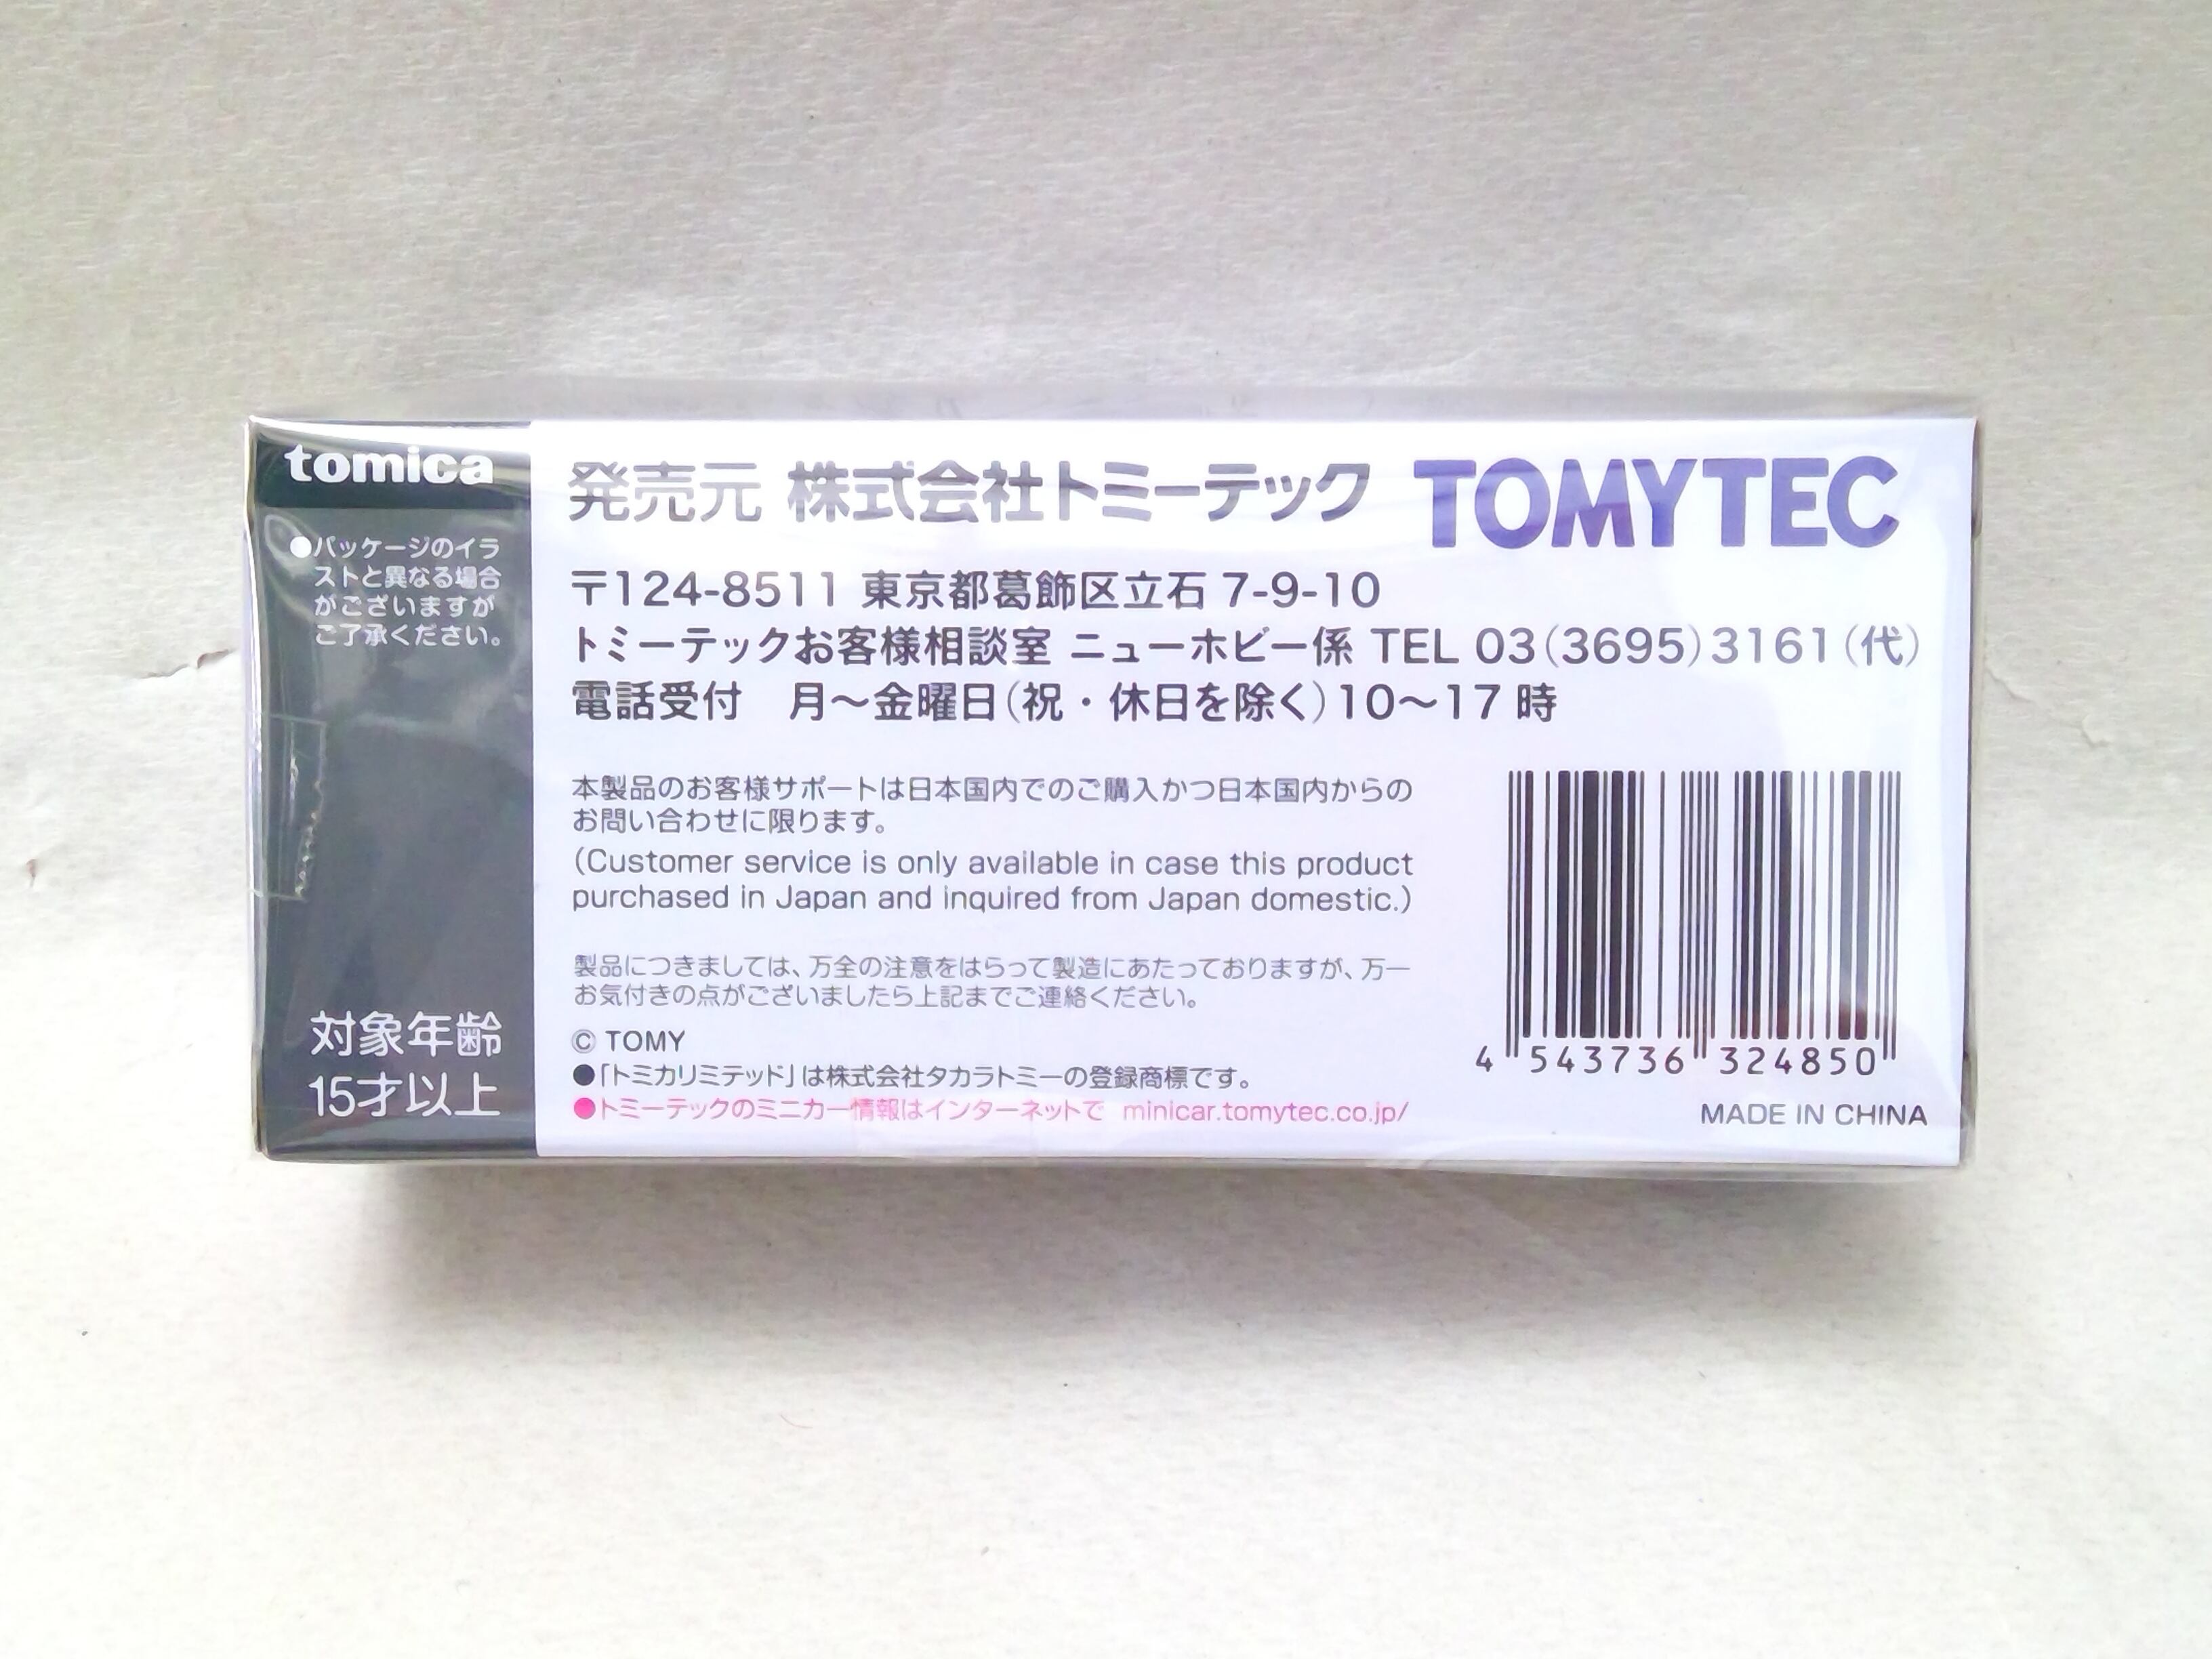 tomica
●パッケージのイラ
ストと異なる場合
がございますが
ご了承ください。
対象年齢
15才以上
発売元 株式会社トミーテック TOMYTEC
〒124-8511 東京都葛飾区立石 7-9-10
トミーテックお客様相談室 ニューホビー係 TEL 03(3695)3161(代)
電話受付　月〜金曜日(祝・休日を除く)10〜17 時
本製品のお客様サポートは日本国内でのご購入かつ日本国内からの
お問い合わせに限ります。
(Customer service is only available in case this product
purchased in Japan and inquired from Japan domestic.)
製品につきましては、万全の注意をはらって製造にあたっておりますが、万一
お気付きの点がございましたら上記までご連絡ください。
© TOMY
●「トミカリミテッド」は株式会社タカラトミーの登録商標です。
●トミーテックのミニカー情報はインターネットで minicar.tomytec.co.jp/
4 543736 324850
MADE IN CHINA